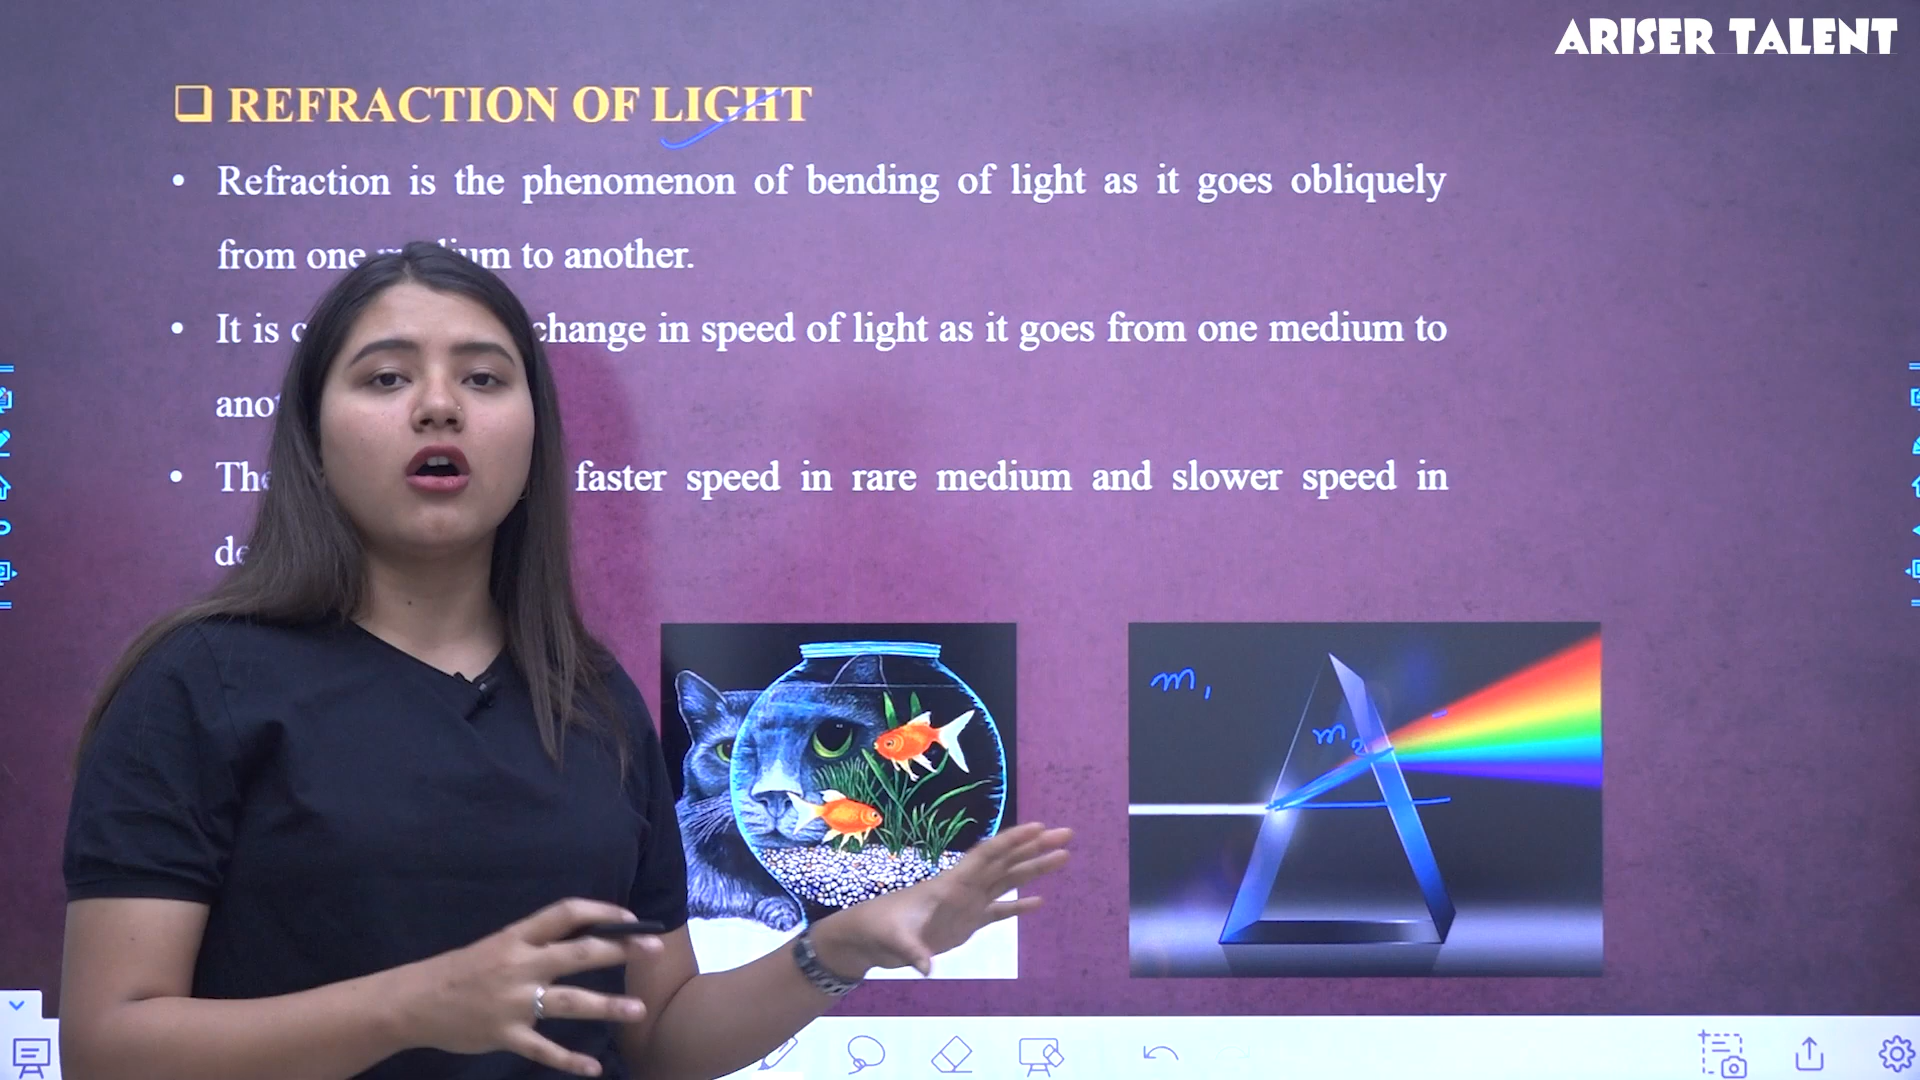 ARISER TALENT
REFRACTION OF LIGHT
• Refraction is the phenomenon of bending of light as it goes obliquely
from one medium to another.
• It is change in speed of light as it goes from one medium to
• The faster speed in rare medium and slower speed in
m1
m2